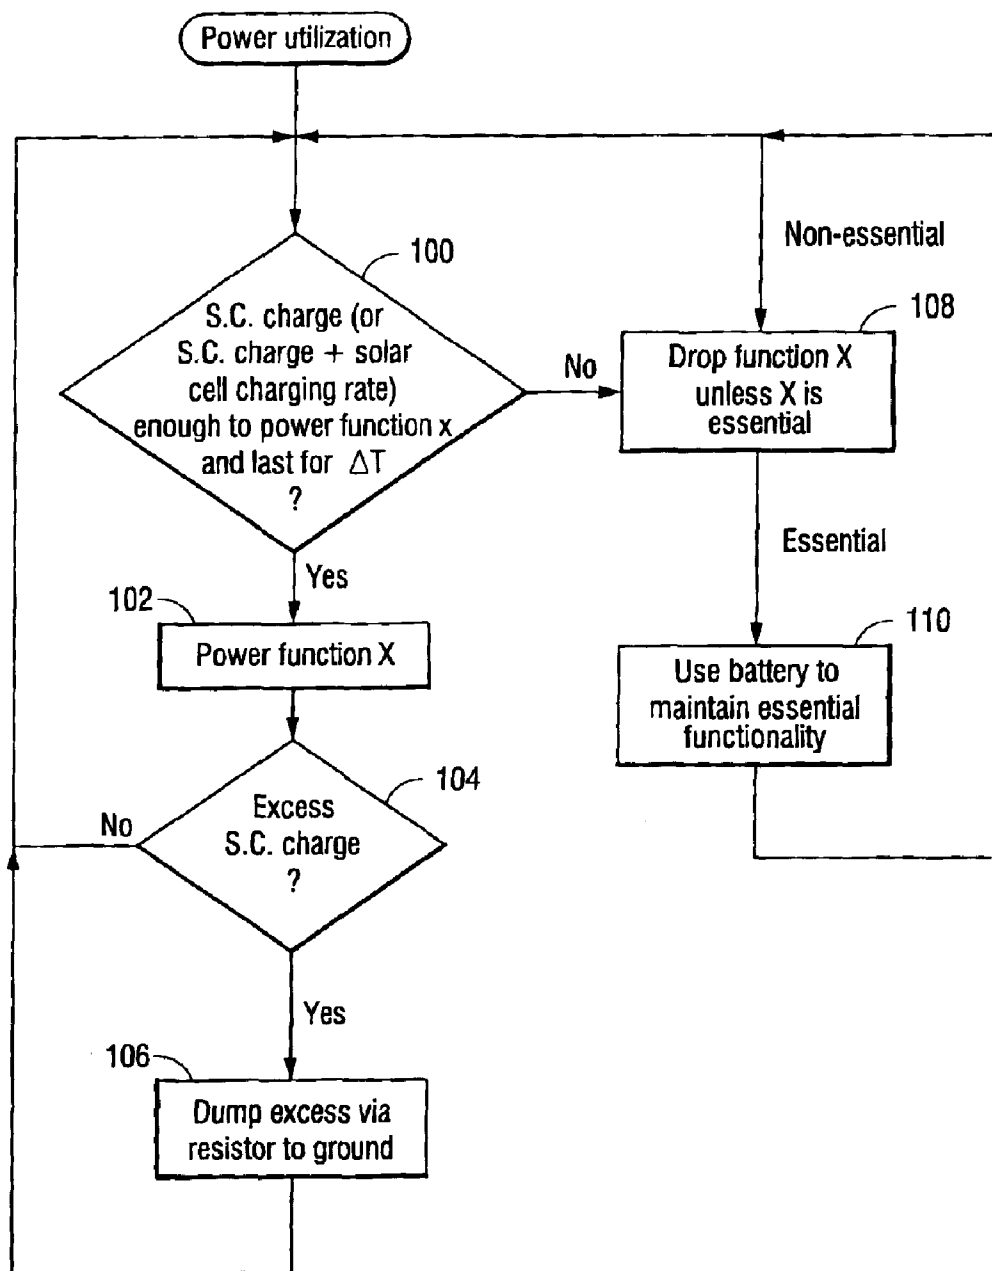 Power utilization
100
S.C. charge (or
S.C. charge + solar
cell charging rate)
enough to power function x
and last for ΔT
?
No
Non-essential
108
Drop function X
unless X is
essential
Yes
Essential
102
Power function X
110
Use battery to
maintain essential
functionality
104
Excess
S.C. charge
?
No
Yes
106
Dump excess via
resistor to ground